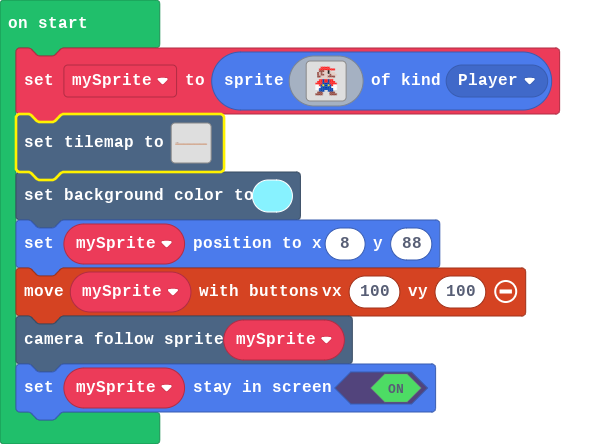 on start
set mySprite to sprite of kind Player
set tilemap to
set background color to
set mySprite position to x 8 y 88
move mySprite with buttons vx 100 vy 100
camera follow sprite mySprite
set mySprite stay in screen ON